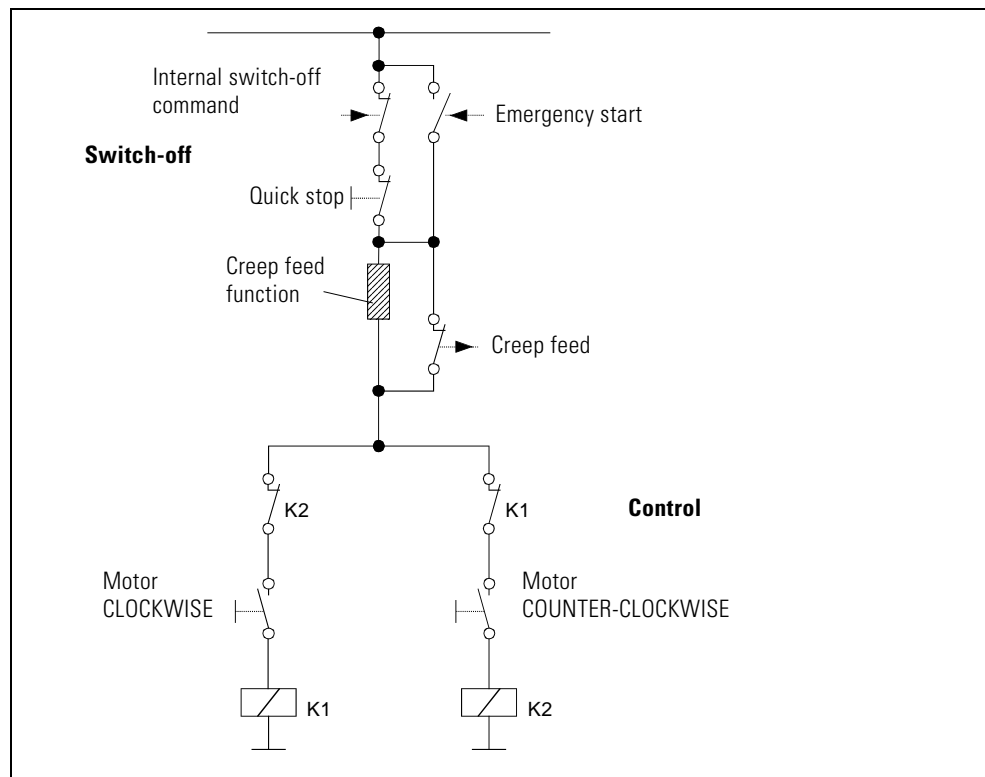 Internal switch-off
command
Emergency start
Switch-off
Quick stop
Creep feed
function
Creep feed
K2
K1
Control
Motor
CLOCKWISE
Motor
COUNTER-CLOCKWISE
K1
K2